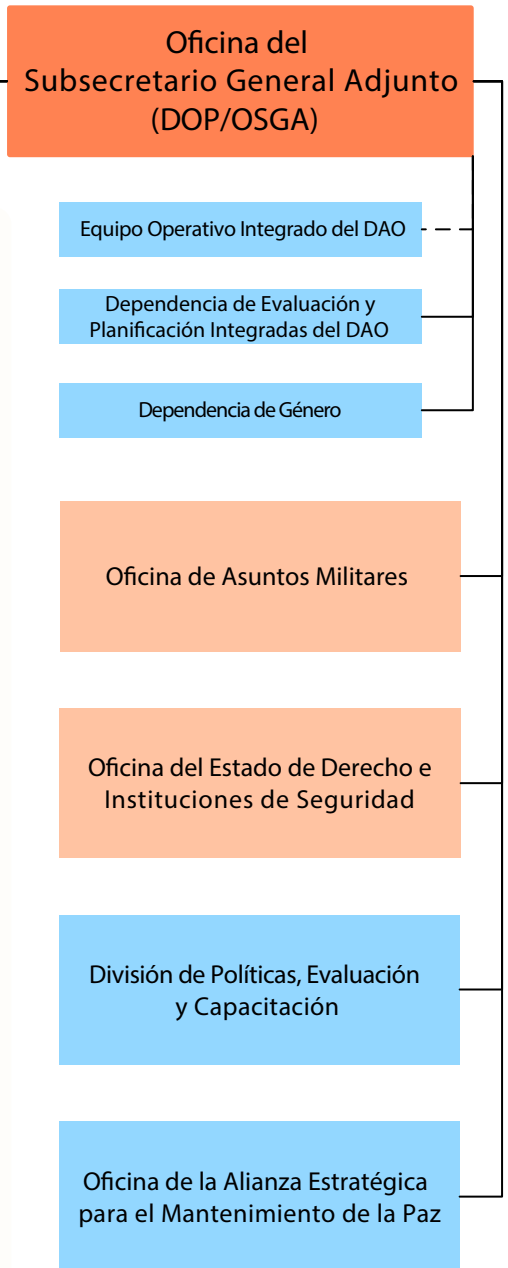 Oficina del
Subsecretario General Adjunto
(DOP/OSGA)
Equipo Operativo Integrado del DAO
Dependencia de Evaluación y
Planificación Integradas del DAO
Dependencia de Género
Oficina de Asuntos Militares
Oficina del Estado de Derecho e
Instituciones de Seguridad
División de Políticas, Evaluación
y Capacitación
Oficina de la Alianza Estratégica
para el Mantenimiento de la Paz